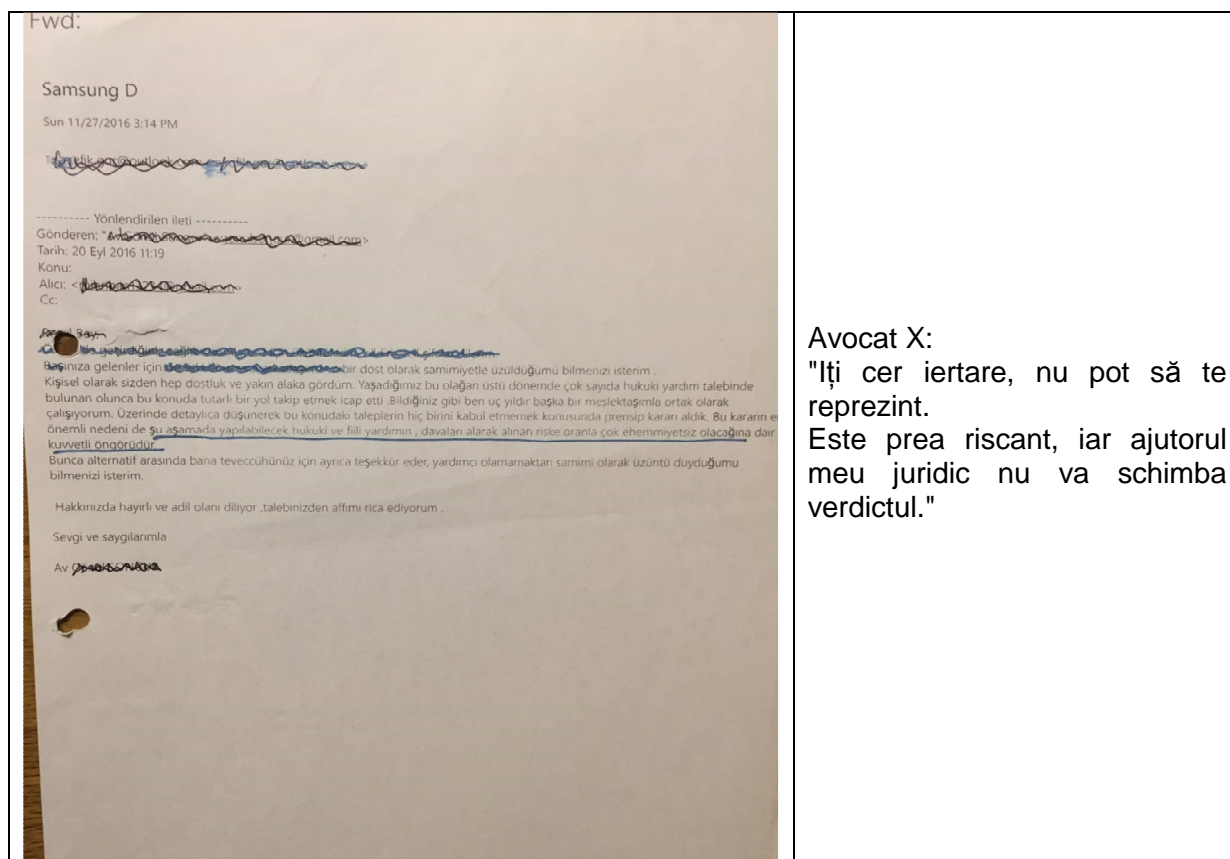 Fwd:
Samsung D
Sun 11/27/2016 3:14 PM
---------- Yönlendirilen ileti ----------
Gönderen: "
Tarih: 20 Eyl 2016 11:19
Konu:
Alıcı: <
Cc:
Bey,
Başınıza gelenler için bir dost olarak samimiyetle üzüldüğümü bilmenizi isterim .
Kişisel olarak sizden hep dostluk ve yakın alaka gördüm. Yaşadığımız bu olağan üstü dönemde çok sayıda hukuki yardım talebinde
bulunan olunca bu konuda tutarlı bir yol takip etmek icap etti .Bildiğiniz gibi ben üç yıldır başka bir meslektaşımla ortak olarak
çalışıyorum. Üzerinde detaylıca düşünerek bu konudaki taleplerin hiç birini kabul etmemek konusunda prensip kararı aldık. Bu kararın
önemli nedeni de şu aşamada yapılabilecek hukuki ve fiili yardımın , davaları alarak alınan riske oranla çok ehemmiyetsiz olacağına dair
kuvvetli öngörüdür.
Bunca alternatif arasında bana teveccühünüz için ayrıca teşekkür eder, yardımcı olamamaktan samimi olarak üzüntü duyduğumu
bilmenizi isterim.
Hakkınızda hayırlı ve adil olanı diliyor ,talebinizden affımı rica ediyorum .
Sevgi ve saygılarımla
Av
Avocat X:
"Iți cer iertare, nu pot să te
reprezint.
Este prea riscant, iar ajutorul
meu juridic nu va schimba
verdictul."